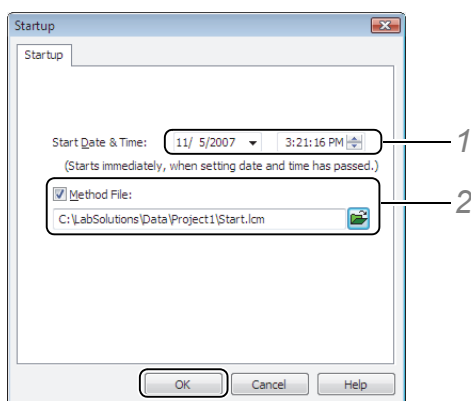 Startup
Startup
Start Date & Time: 11/ 5/2007 3:21:16 PM
1
(Starts immediately, when setting date and time has passed.)
Method File:
2
C:\LabSolutions\Data\Project1\Start.lcm
OK Cancel Help